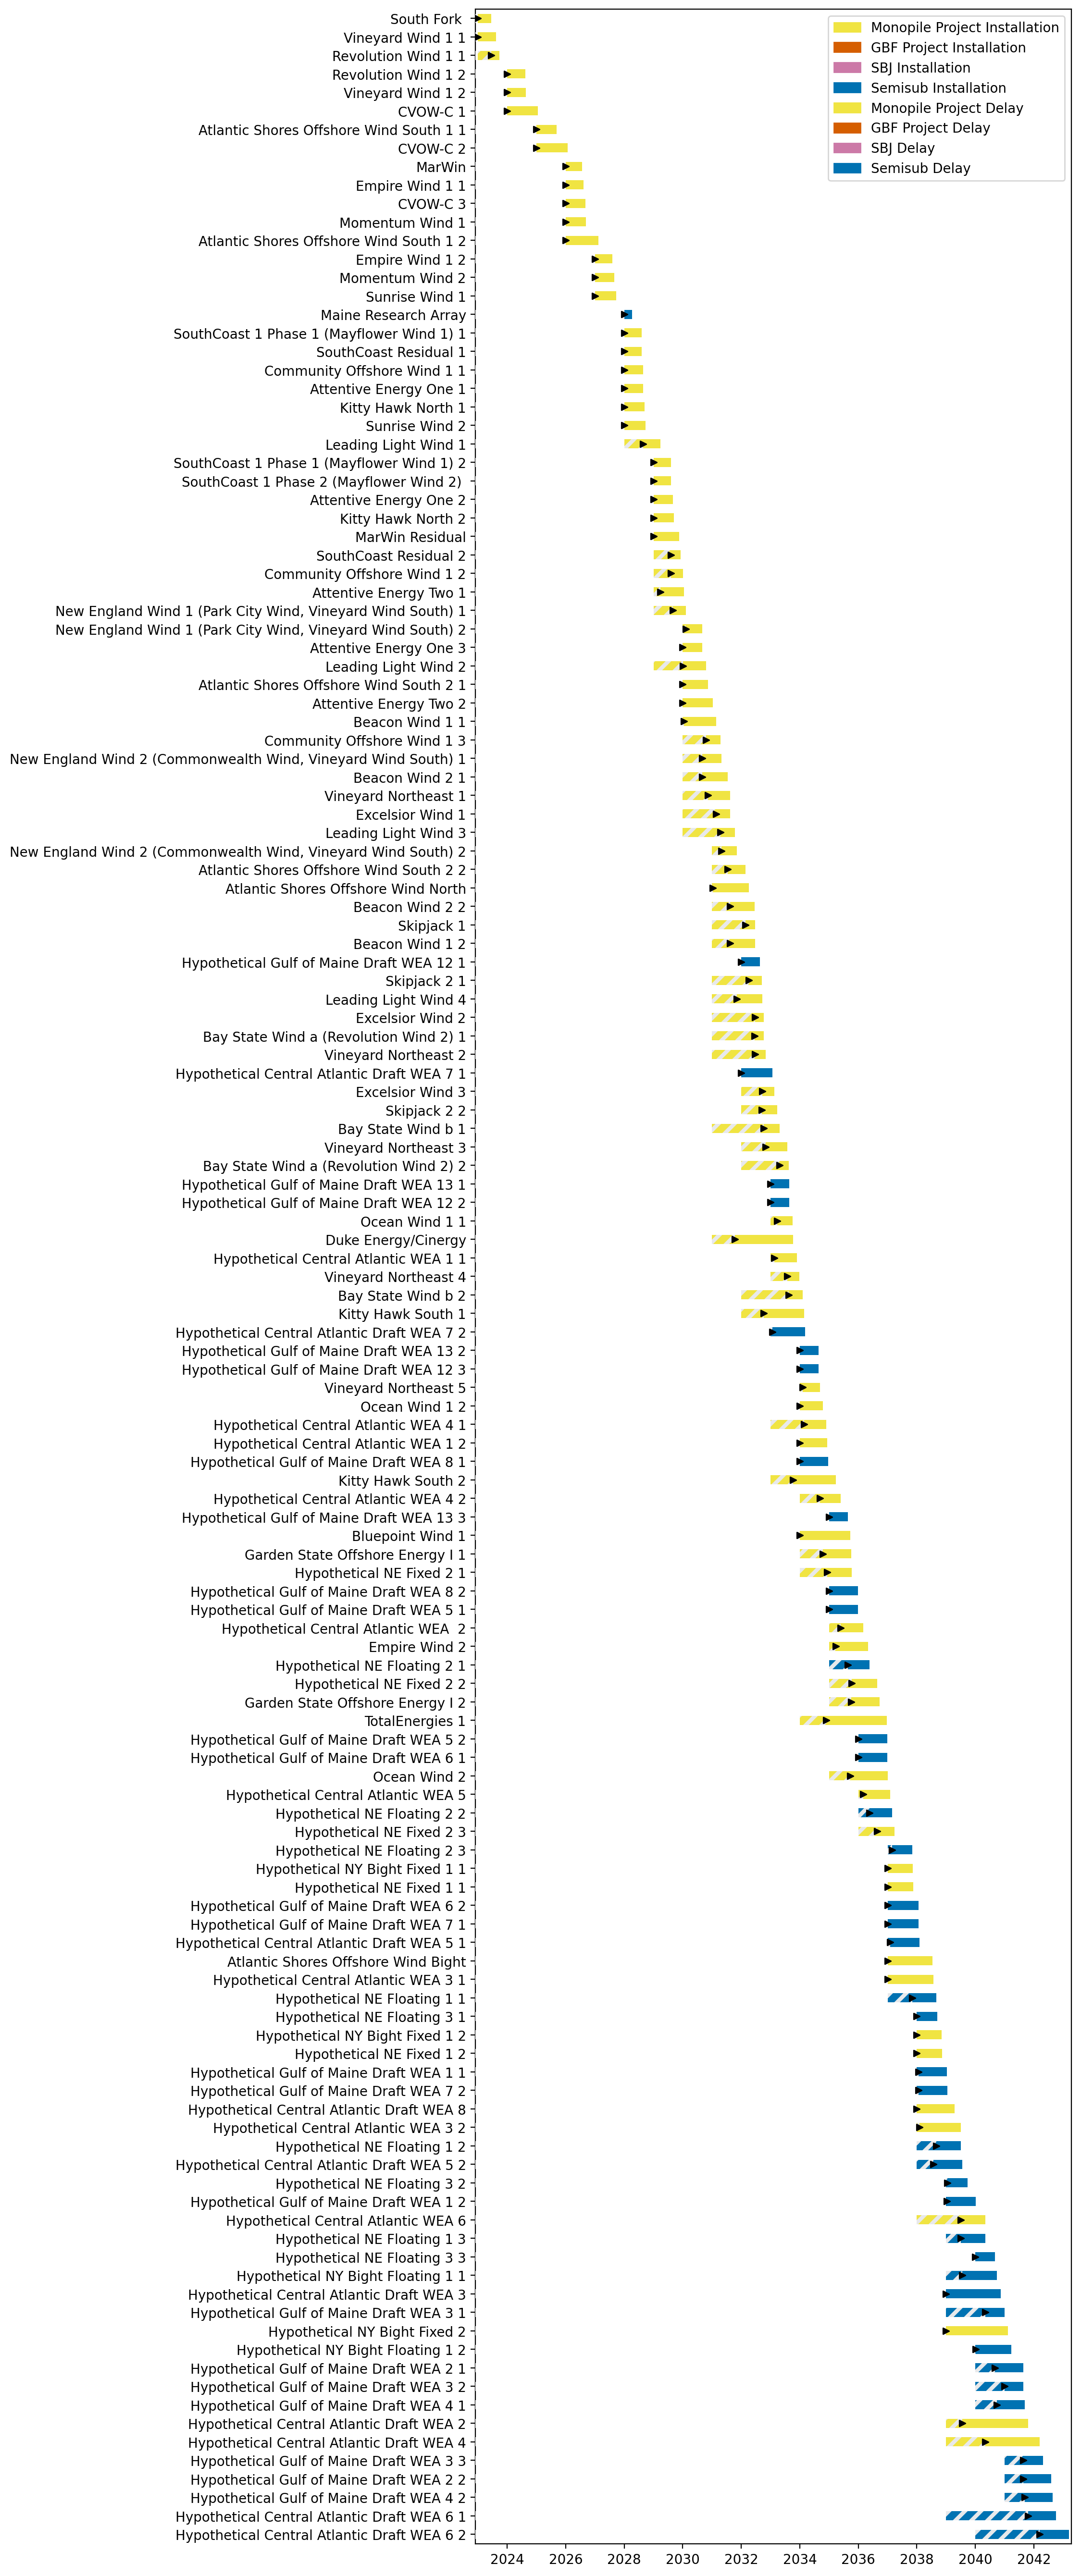 South Fork
Vineyard Wind 1 1
Revolution Wind 1 1
Revolution Wind 1 2
Vineyard Wind 1 2
CVOW-C 1
Atlantic Shores Offshore Wind South 1 1
CVOW-C 2
MarWin
Empire Wind 1 1
CVOW-C 3
Momentum Wind 1
Atlantic Shores Offshore Wind South 1 2
Empire Wind 1 2
Momentum Wind 2
Sunrise Wind 1
Maine Research Array
SouthCoast 1 Phase 1 (Mayflower Wind 1) 1
SouthCoast Residual 1
Community Offshore Wind 1 1
Attentive Energy One 1
Kitty Hawk North 1
Sunrise Wind 2
Leading Light Wind 1
SouthCoast 1 Phase 1 (Mayflower Wind 1) 2
SouthCoast 1 Phase 2 (Mayflower Wind 2)
Attentive Energy One 2
Kitty Hawk North 2
MarWin Residual
SouthCoast Residual 2
Community Offshore Wind 1 2
Attentive Energy Two 1
New England Wind 1 (Park City Wind, Vineyard Wind South) 1
New England Wind 1 (Park City Wind, Vineyard Wind South) 2
Attentive Energy One 3
Leading Light Wind 2
Atlantic Shores Offshore Wind South 2 1
Attentive Energy Two 2
Beacon Wind 1 1
Community Offshore Wind 1 3
New England Wind 2 (Commonwealth Wind, Vineyard Wind South) 1
Beacon Wind 2 1
Vineyard Northeast 1
Excelsior Wind 1
Leading Light Wind 3
New England Wind 2 (Commonwealth Wind, Vineyard Wind South) 2
Atlantic Shores Offshore Wind South 2 2
Atlantic Shores Offshore Wind North
Beacon Wind 2 2
Skipjack 1
Beacon Wind 1 2
Hypothetical Gulf of Maine Draft WEA 12 1
Skipjack 2 1
Leading Light Wind 4
Excelsior Wind 2
Bay State Wind a (Revolution Wind 2) 1
Vineyard Northeast 2
Hypothetical Central Atlantic Draft WEA 7 1
Excelsior Wind 3
Skipjack 2 2
Bay State Wind b 1
Vineyard Northeast 3
Bay State Wind a (Revolution Wind 2) 2
Hypothetical Gulf of Maine Draft WEA 13 1
Hypothetical Gulf of Maine Draft WEA 12 2
Ocean Wind 1 1
Duke Energy/Cinergy
Hypothetical Central Atlantic WEA 1 1
Vineyard Northeast 4
Bay State Wind b 2
Kitty Hawk South 1
Hypothetical Central Atlantic Draft WEA 7 2
Hypothetical Gulf of Maine Draft WEA 13 2
Hypothetical Gulf of Maine Draft WEA 12 3
Vineyard Northeast 5
Ocean Wind 1 2
Hypothetical Central Atlantic WEA 4 1
Hypothetical Central Atlantic WEA 1 2
Hypothetical Gulf of Maine Draft WEA 8 1
Kitty Hawk South 2
Hypothetical Central Atlantic WEA 4 2
Hypothetical Gulf of Maine Draft WEA 13 3
Bluepoint Wind 1
Garden State Offshore Energy I 1
Hypothetical NE Fixed 2 1
Hypothetical Gulf of Maine Draft WEA 8 2
Hypothetical Gulf of Maine Draft WEA 5 1
Hypothetical Central Atlantic WEA  2
Empire Wind 2
Hypothetical NE Floating 2 1
Hypothetical NE Fixed 2 2
Garden State Offshore Energy I 2
TotalEnergies 1
Hypothetical Gulf of Maine Draft WEA 5 2
Hypothetical Gulf of Maine Draft WEA 6 1
Ocean Wind 2
Hypothetical Central Atlantic WEA 5
Hypothetical NE Floating 2 2
Hypothetical NE Fixed 2 3
Hypothetical NE Floating 2 3
Hypothetical NY Bight Fixed 1 1
Hypothetical NE Fixed 1 1
Hypothetical Gulf of Maine Draft WEA 6 2
Hypothetical Gulf of Maine Draft WEA 7 1
Hypothetical Central Atlantic Draft WEA 5 1
Atlantic Shores Offshore Wind Bight
Hypothetical Central Atlantic WEA 3 1
Hypothetical NE Floating 1 1
Hypothetical NE Floating 3 1
Hypothetical NY Bight Fixed 1 2
Hypothetical NE Fixed 1 2
Hypothetical Gulf of Maine Draft WEA 1 1
Hypothetical Gulf of Maine Draft WEA 7 2
Hypothetical Central Atlantic Draft WEA 8
Hypothetical Central Atlantic WEA 3 2
Hypothetical NE Floating 1 2
Hypothetical Central Atlantic Draft WEA 5 2
Hypothetical NE Floating 3 2
Hypothetical Gulf of Maine Draft WEA 1 2
Hypothetical Central Atlantic WEA 6
Hypothetical NE Floating 1 3
Hypothetical NE Floating 3 3
Hypothetical NY Bight Floating 1 1
Hypothetical Central Atlantic Draft WEA 3
Hypothetical Gulf of Maine Draft WEA 3 1
Hypothetical NY Bight Fixed 2
Hypothetical NY Bight Floating 1 2
Hypothetical Gulf of Maine Draft WEA 2 1
Hypothetical Gulf of Maine Draft WEA 3 2
Hypothetical Gulf of Maine Draft WEA 4 1
Hypothetical Central Atlantic Draft WEA 2
Hypothetical Central Atlantic Draft WEA 4
Hypothetical Gulf of Maine Draft WEA 3 3
Hypothetical Gulf of Maine Draft WEA 2 2
Hypothetical Gulf of Maine Draft WEA 4 2
Hypothetical Central Atlantic Draft WEA 6 1
Hypothetical Central Atlantic Draft WEA 6 2
Monopile Project Installation
GBF Project Installation
SBJ Installation
Semisub Installation
Monopile Project Delay
GBF Project Delay
SBJ Delay
Semisub Delay
2024 2026 2028 2030 2032 2034 2036 2038 2040 2042